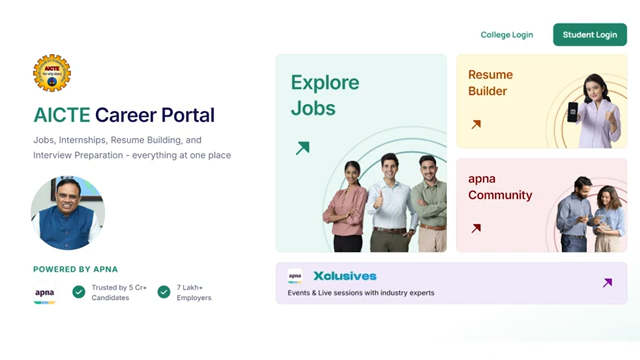 College Login
Student Login
AICTE
AICTE Career Portal
Jobs, Internships, Resume Building, and
Interview Preparation - everything at one place
POWERED BY APNA
apna
Trusted by 5 Cr+
Candidates
7 Lakh+
Employers
Explore
Jobs
Resume
Builder
apna
Community
apna
Xclusives
Events & Live sessions with industry experts